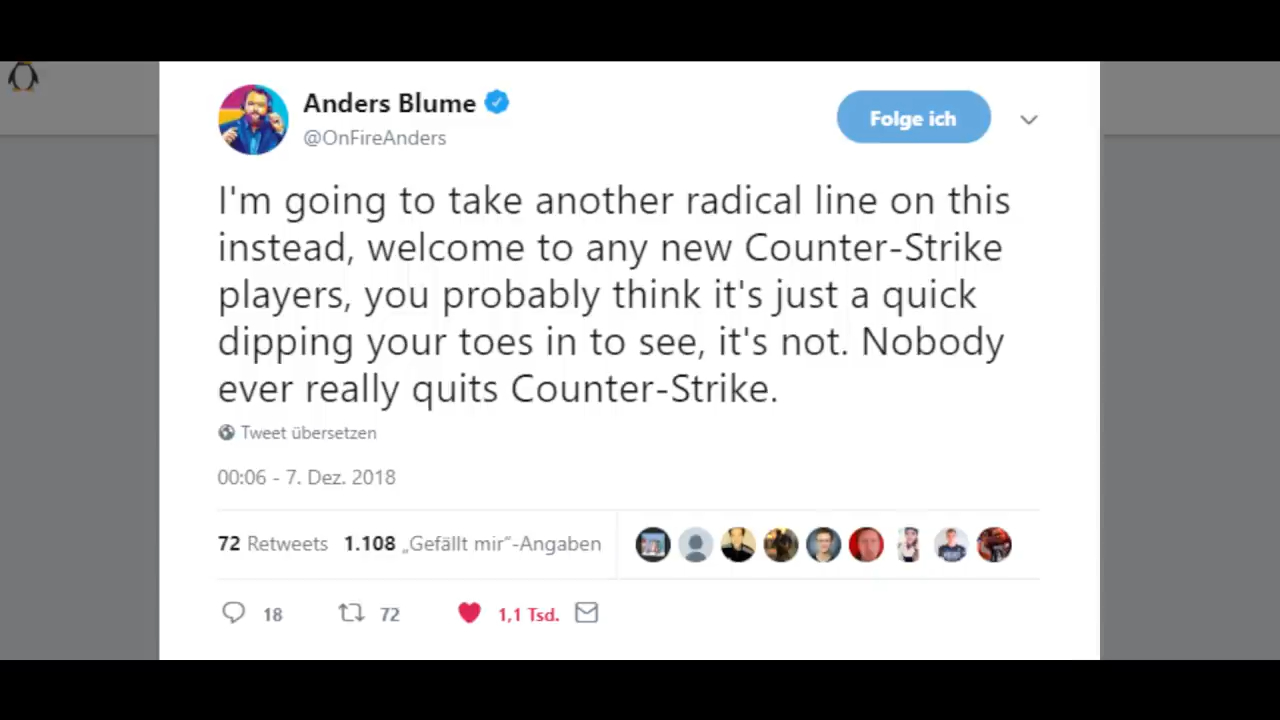 Anders Blume
@OnFireAnders
Folge ich
I'm going to take another radical line on this
instead, welcome to any new Counter-Strike
players, you probably think it's just a quick
dipping your toes in to see, it's not. Nobody
ever really quits Counter-Strike.
Tweet übersetzen
00:06 - 7. Dez. 2018
72 Retweets 1.108 „Gefällt mir“-Angaben
18 72 1,1 Tsd.